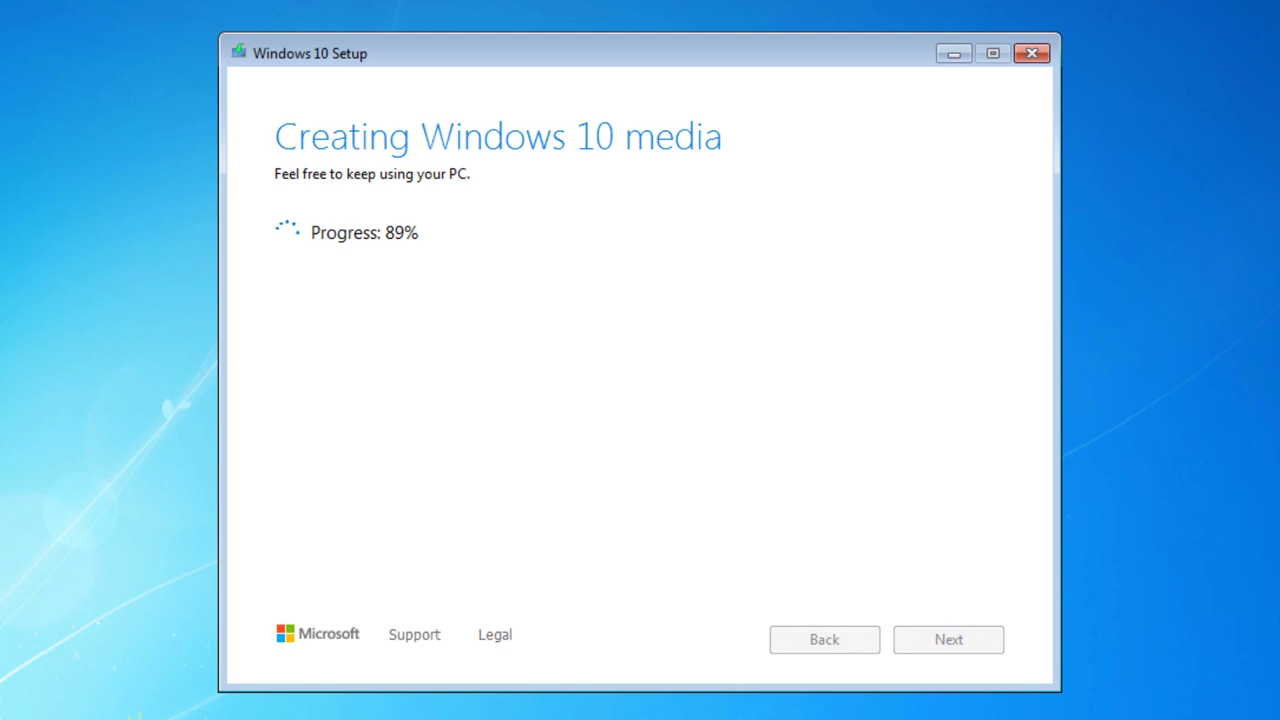 Windows 10 Setup
Creating Windows 10 media
Feel free to keep using your PC.
Progress: 89%
Microsoft Support Legal
Back Next